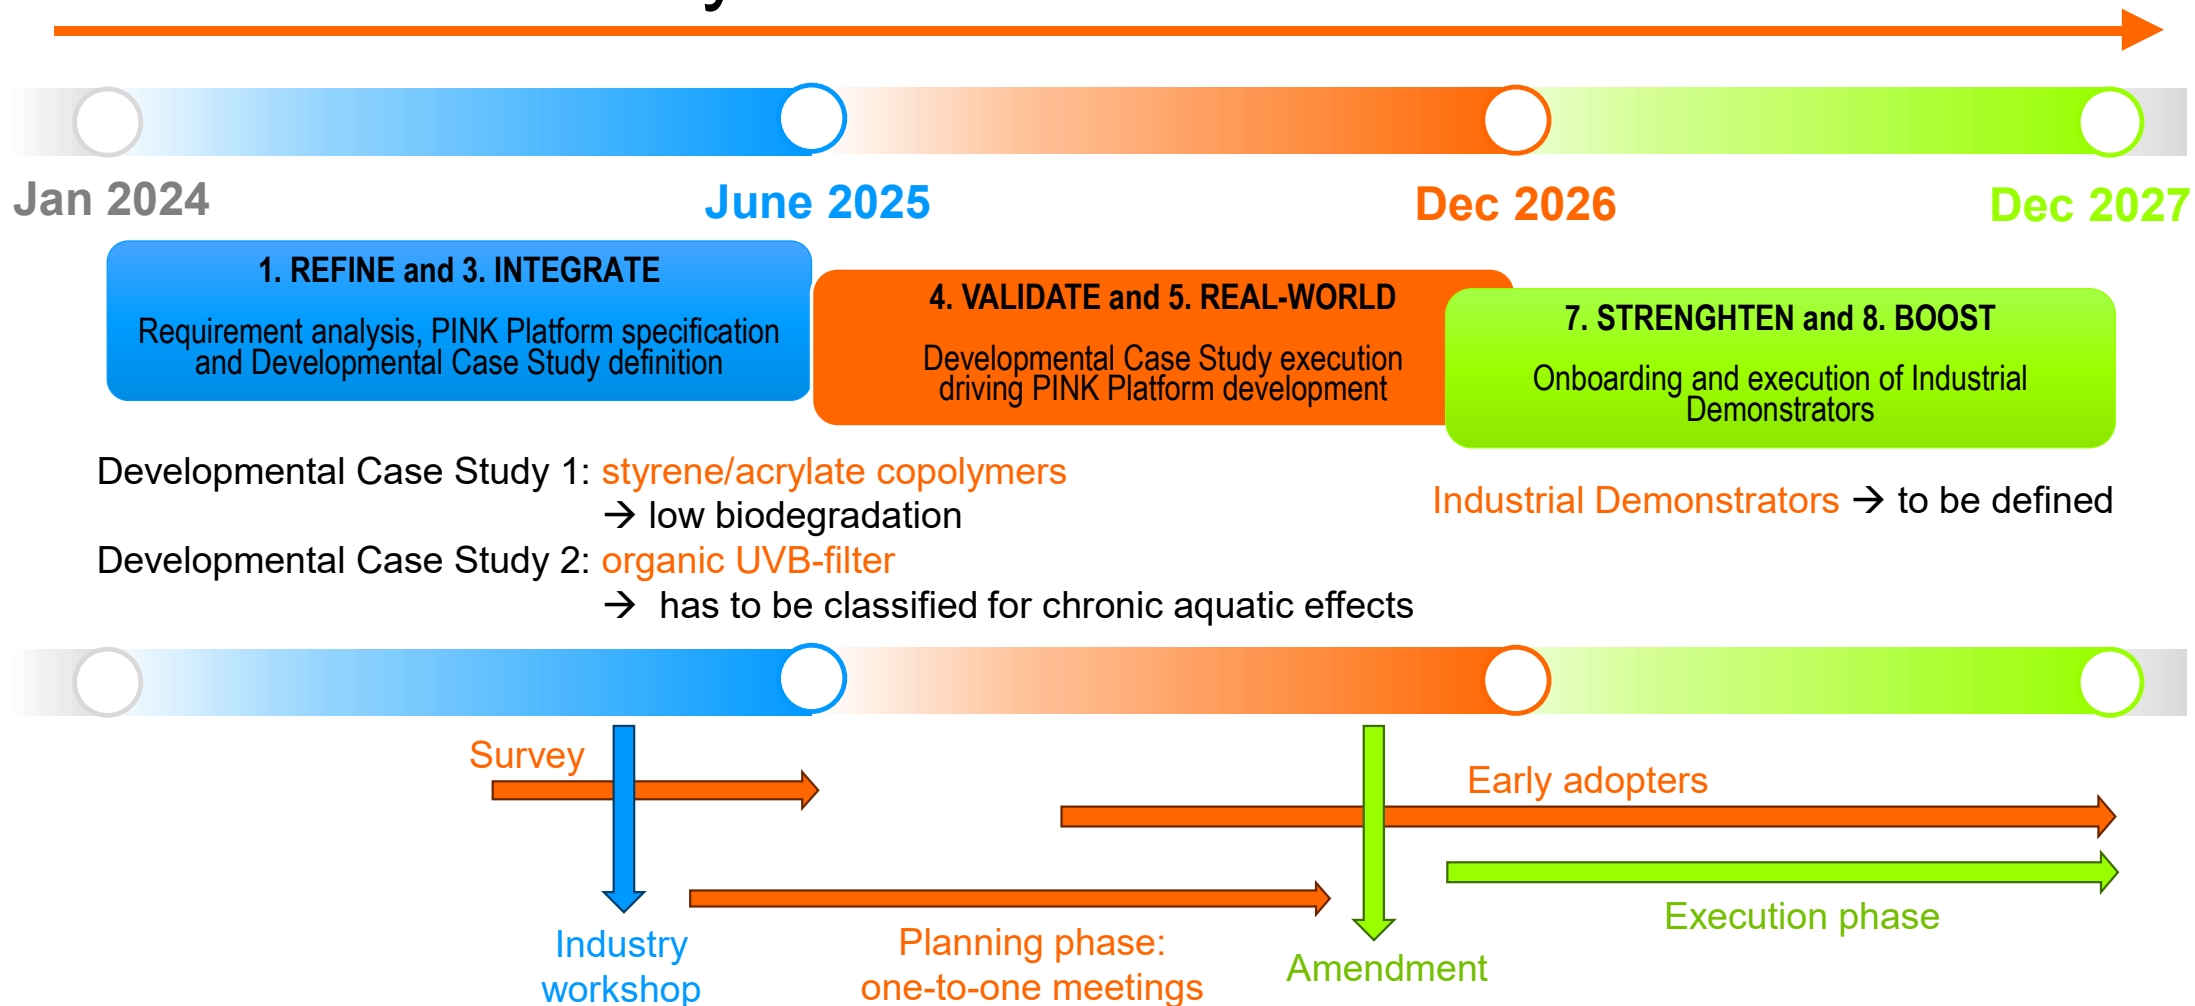 Jan 2024
June 2025
Dec 2026
Dec 2027
1. REFINE and 3. INTEGRATE
Requirement analysis, PINK Platform specification
and Developmental Case Study definition
4. VALIDATE and 5. REAL-WORLD
Developmental Case Study execution
driving PINK Platform development
7. STRENGHTEN and 8. BOOST
Onboarding and execution of Industrial
Demonstrators
Developmental Case Study 1: styrene/acrylate copolymers
→ low biodegradation
Developmental Case Study 2: organic UVB-filter
→ has to be classified for chronic aquatic effects
Industrial Demonstrators → to be defined
Survey
Industry
workshop
Planning phase:
one-to-one meetings
Early adopters
Amendment
Execution phase